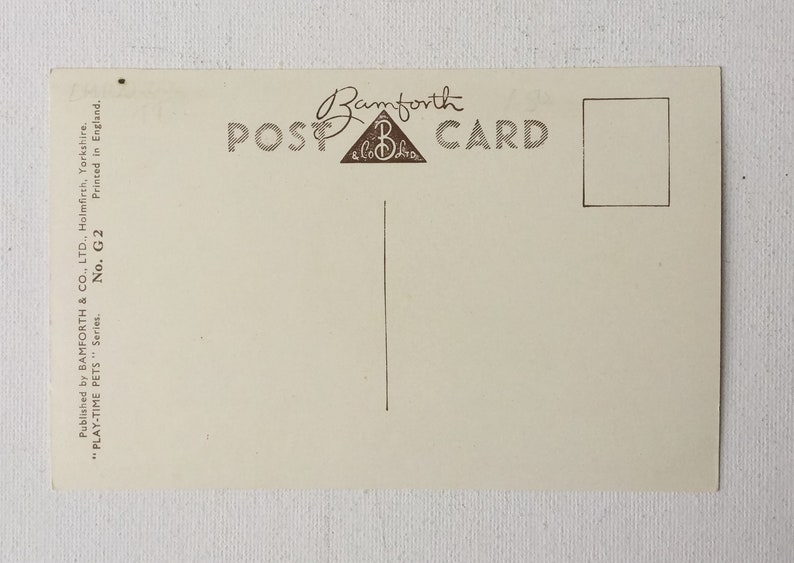 Bamforth
POST CARD
B
& Co LTD.
Published by BAMFORTH & CO., LTD., Holmfirth, Yorkshire.
"PLAY-TIME PETS" Series. No. G 2 Printed in England.